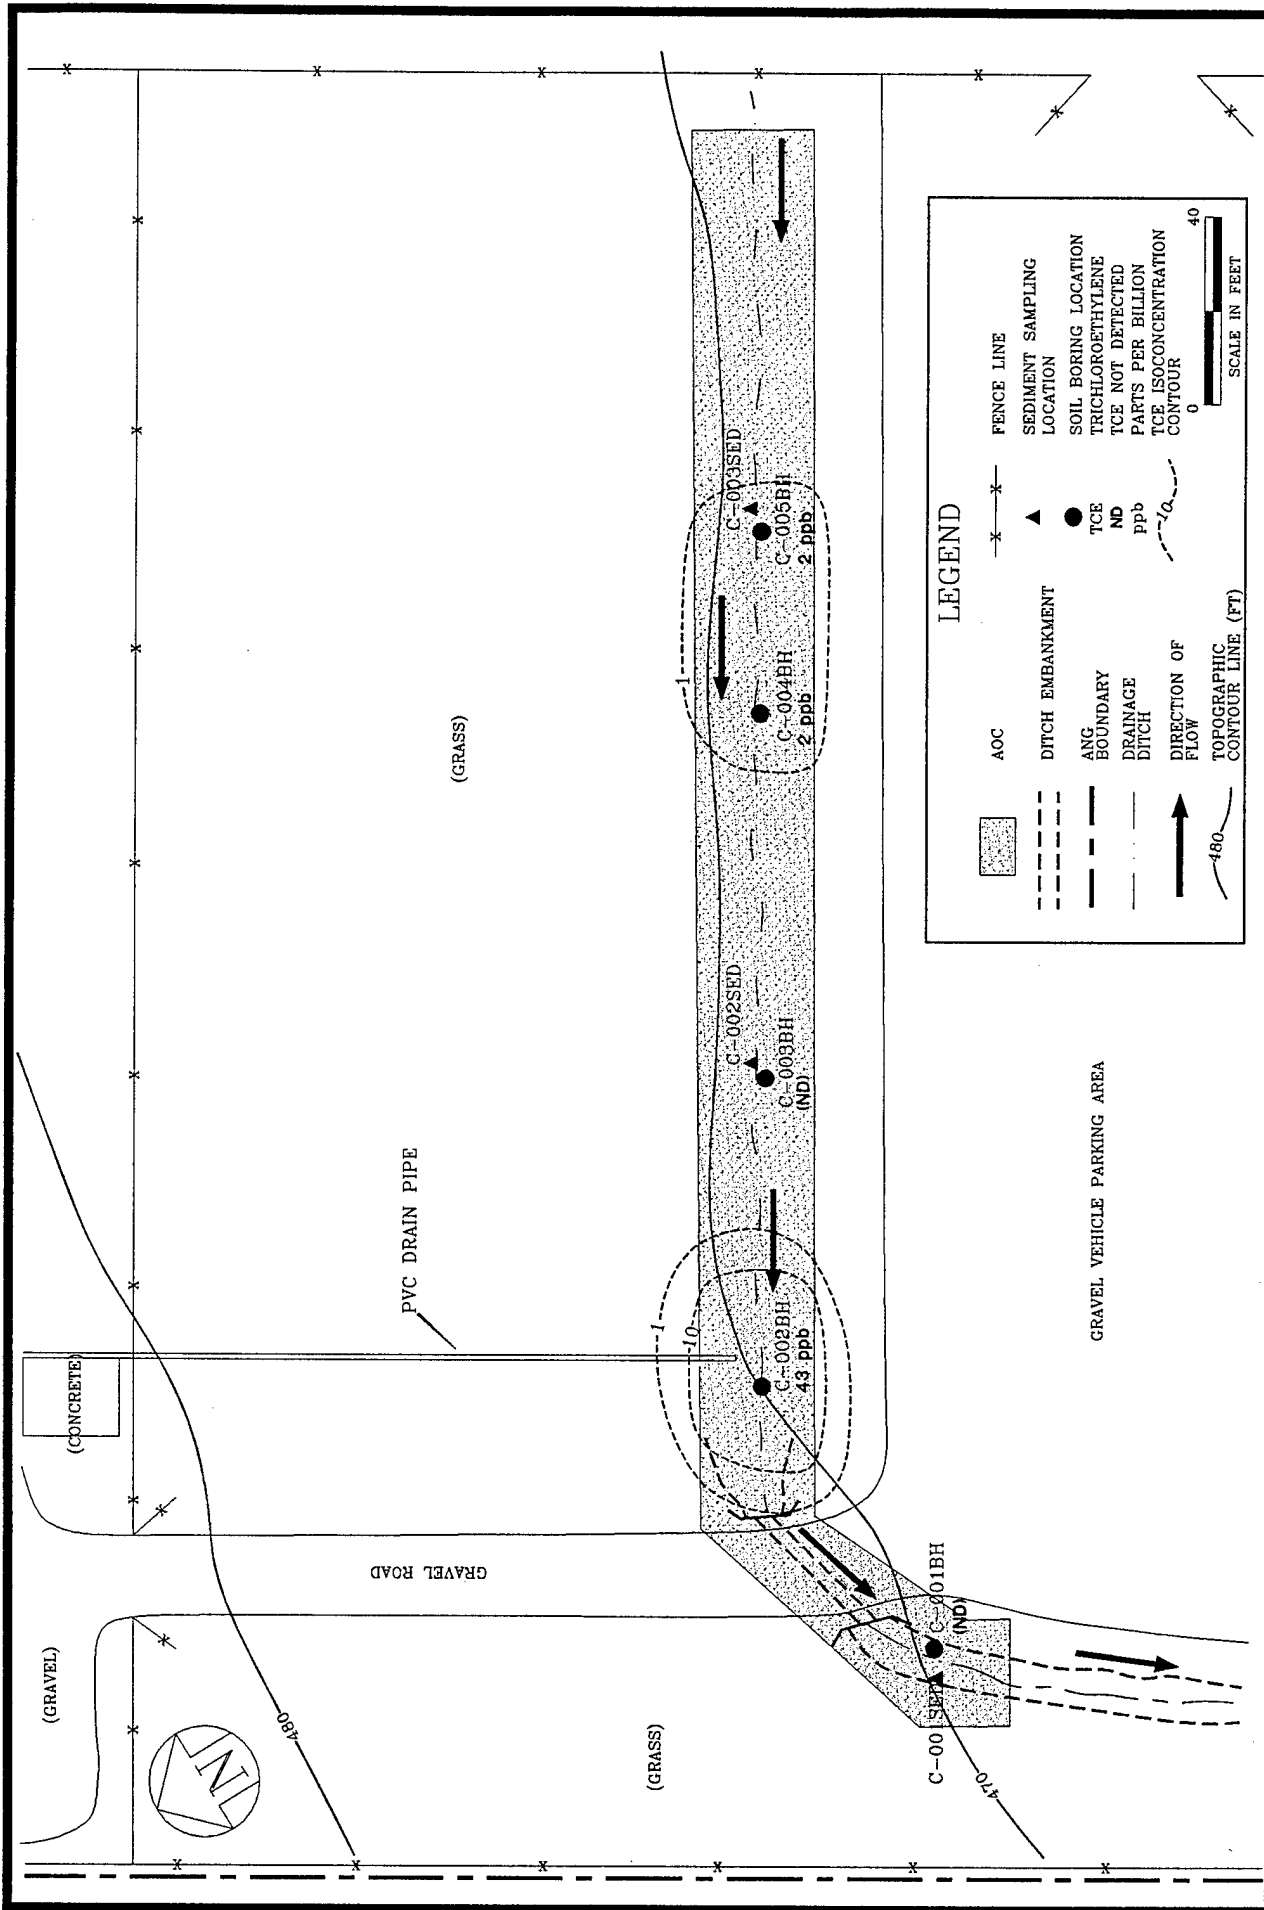 (CONCRETE)
(GRAVEL)
PVC DRAIN PIPE
GRAVEL ROAD
(GRASS)
(GRASS)
480
470
N
1
10
1
C-001SED
C-001BH
(ND)
C-002BH
43 ppb
C-002SED
C-003BH
(ND)
C-004BH
2 ppb
C-003SED
C-005BH
2 ppb
GRAVEL VEHICLE PARKING AREA
LEGEND
AOC
DITCH EMBANKMENT
ANG
BOUNDARY
DRAINAGE
DITCH
DIRECTION OF
FLOW
480
TOPOGRAPHIC
CONTOUR LINE (FT)
FENCE LINE
SEDIMENT SAMPLING
LOCATION
SOIL BORING LOCATION
TCE TRICHLOROETHYLENE
ND TCE NOT DETECTED
ppb PARTS PER BILLION
10 TCE ISOCONCENTRATION
CONTOUR
0 40
SCALE IN FEET